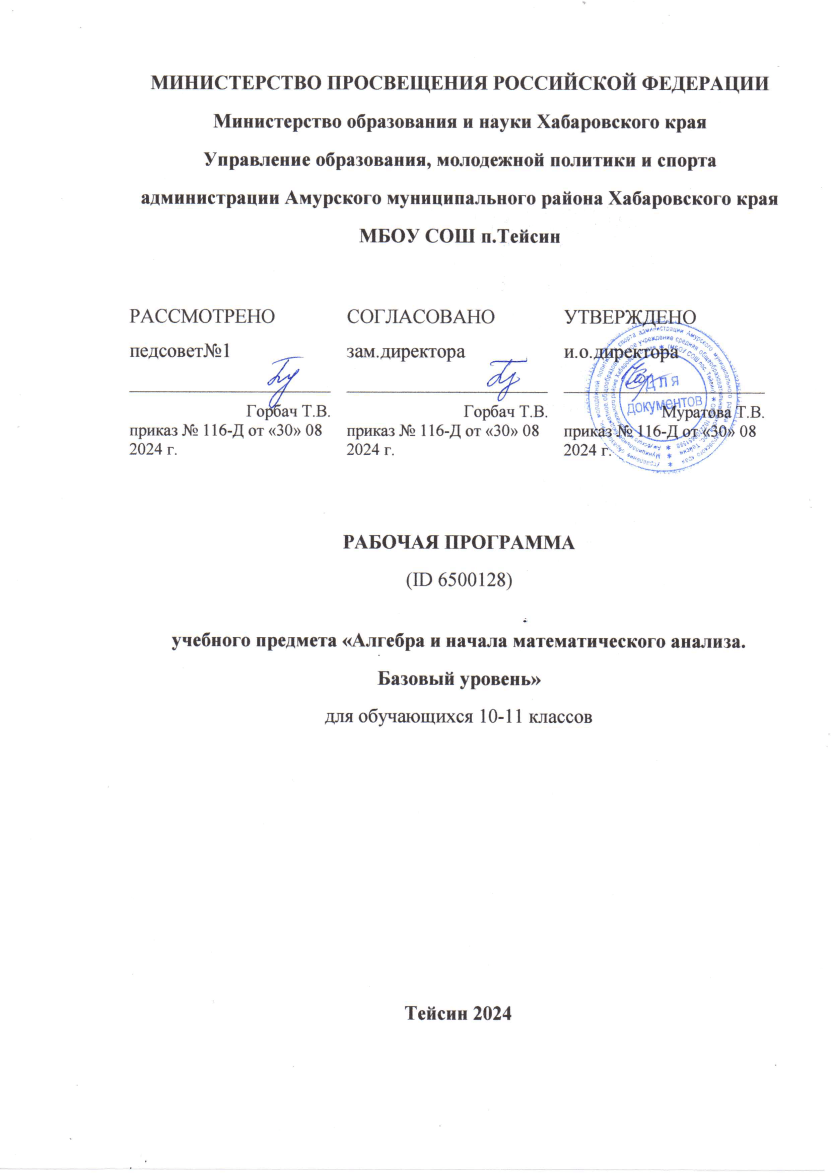 МИНИСТЕРСТВО ПРОСВЕЩЕНИЯ РОССИЙСКОЙ ФЕДЕРАЦИИ
Министерство образования и науки Хабаровского края
Управление образования, молодежной политики и спорта
администрации Амурского муниципального района Хабаровского края
МБОУ СОШ п.Тейсин
РАССМОТРЕНО
педсовет№1
Горбач Т.В.
приказ № 116-Д от «30» 08
2024 г.
СОГЛАСОВАНО
зам.директора
Горбач Т.В.
приказ № 116-Д от «30» 08
2024 г.
УТВЕРЖДЕНО
и.о.директора
Муратова Т.В.
приказ № 116-Д от «30» 08
2024 г.
ДЛЯ
ДОКУМЕНТОВ
РАБОЧАЯ ПРОГРАММА
(ID 6500128)
учебного предмета «Алгебра и начала математического анализа.
Базовый уровень»
для обучающихся 10-11 классов
Тейсин 2024